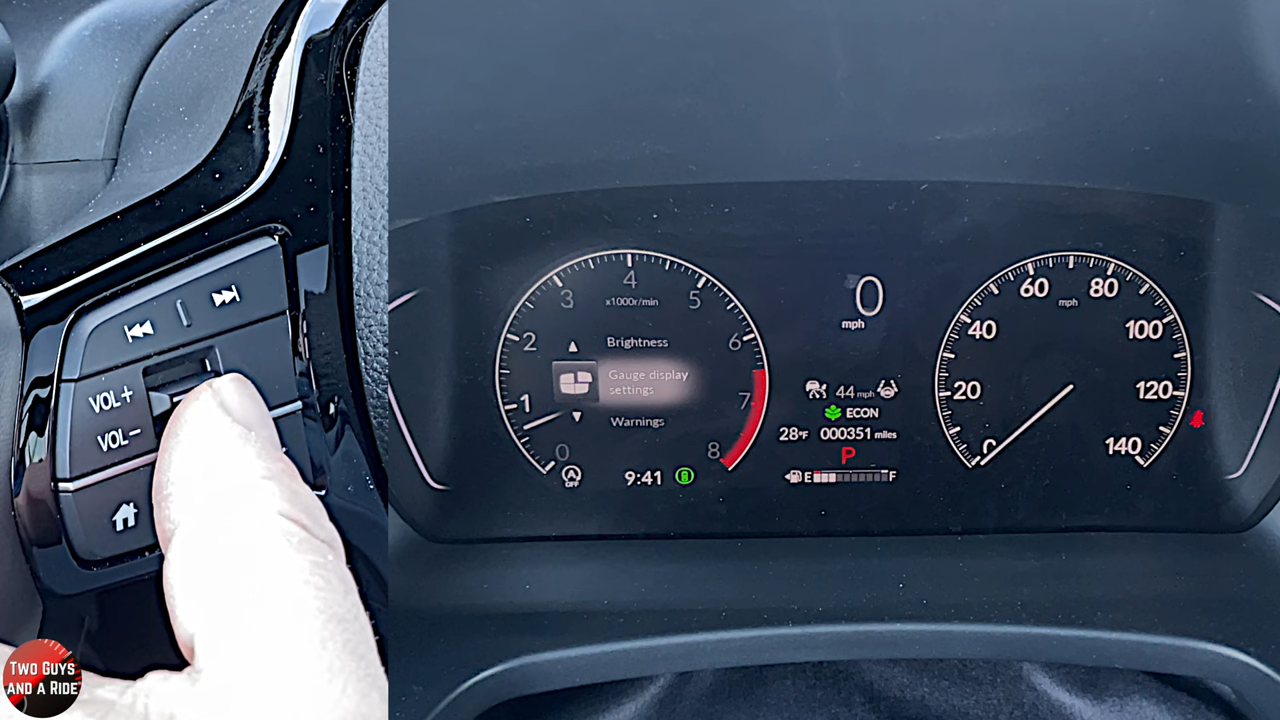 VOL+
VOL-
TWO GUYS
AND A RIDE
4
3
5
x1000r/min
2
6
Brightness
Gauge display
settings
1
7
Warnings
0
8
OFF
9:41
0
mph
44 mph
ECON
28°F 000351 miles
P
E F
60 80
mph
40
100
20
120
140